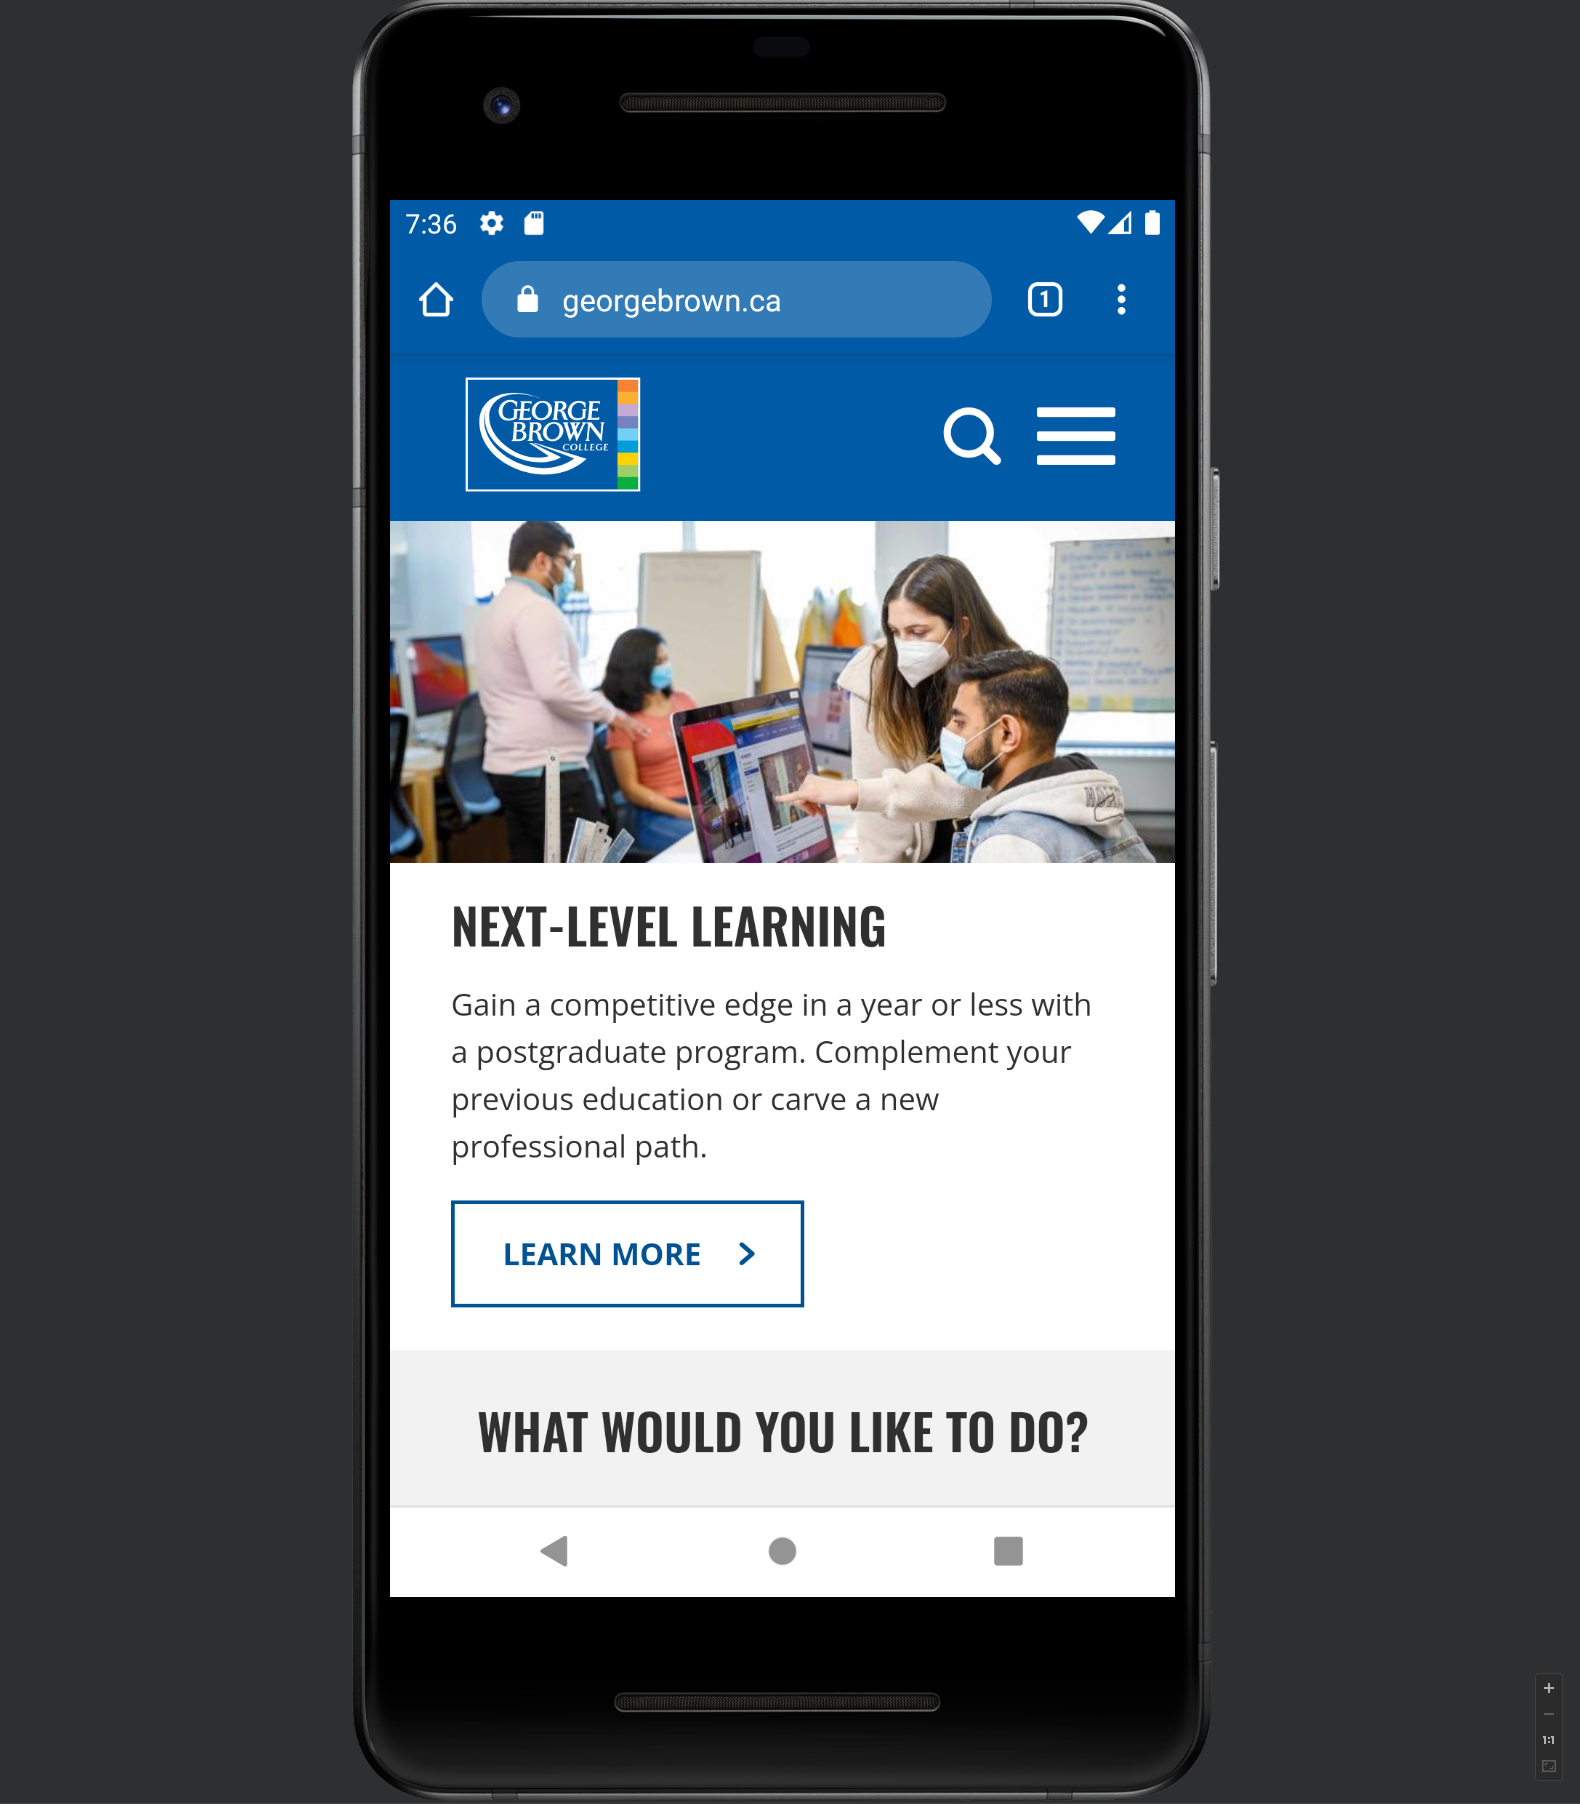 7:36
georgebrown.ca
1
GEORGE
BROWN
COLLEGE
NEXT-LEVEL LEARNING
Gain a competitive edge in a year or less with
a postgraduate program. Complement your
previous education or carve a new
professional path.
LEARN MORE
WHAT WOULD YOU LIKE TO DO?
1:1